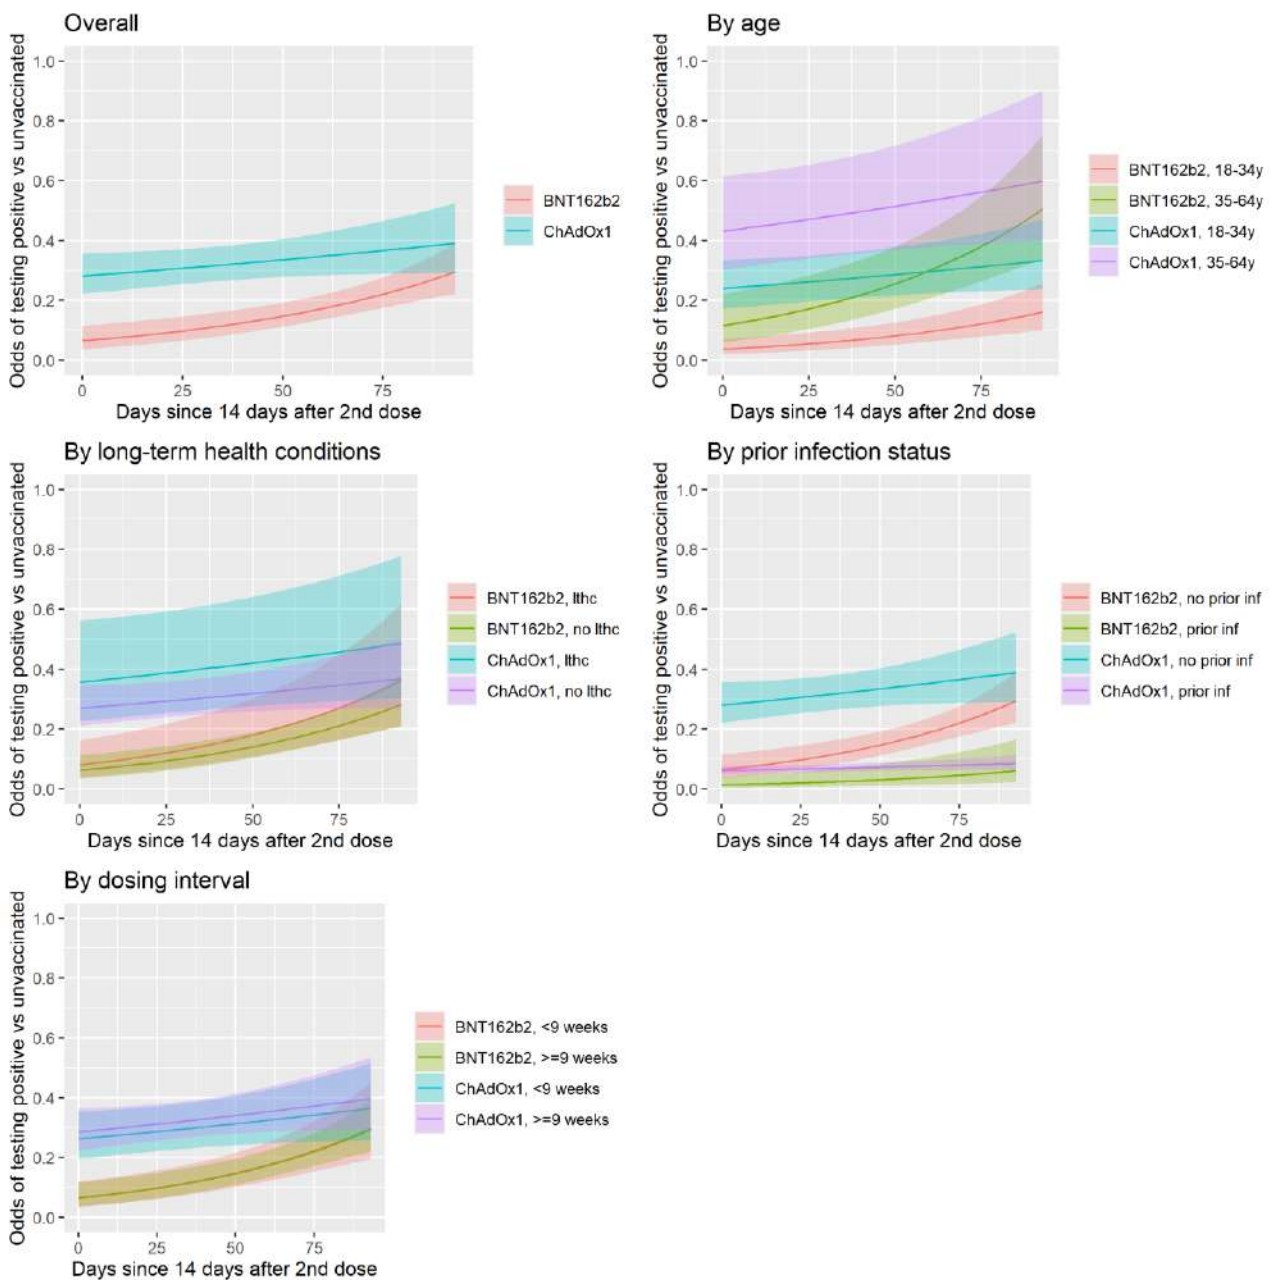 Overall
Odds of testing positive vs unvaccinated
1.0
0.8
0.6
0.4
0.2
0.0
0 25 50 75
Days since 14 days after 2nd dose
BNT162b2
ChAdOx1
By age
Odds of testing positive vs unvaccinated
1.0
0.8
0.6
0.4
0.2
0.0
0 25 50 75
Days since 14 days after 2nd dose
BNT162b2, 18-34y
BNT162b2, 35-64y
ChAdOx1, 18-34y
ChAdOx1, 35-64y
By long-term health conditions
Odds of testing positive vs unvaccinated
1.0
0.8
0.6
0.4
0.2
0.0
0 25 50 75
Days since 14 days after 2nd dose
BNT162b2, lthc
BNT162b2, no lthc
ChAdOx1, lthc
ChAdOx1, no lthc
By prior infection status
Odds of testing positive vs unvaccinated
1.0
0.8
0.6
0.4
0.2
0.0
0 25 50 75
Days since 14 days after 2nd dose
BNT162b2, no prior inf
BNT162b2, prior inf
ChAdOx1, no prior inf
ChAdOx1, prior inf
By dosing interval
Odds of testing positive vs unvaccinated
1.0
0.8
0.6
0.4
0.2
0.0
0 25 50 75
Days since 14 days after 2nd dose
BNT162b2, <9 weeks
BNT162b2, >=9 weeks
ChAdOx1, <9 weeks
ChAdOx1, >=9 weeks